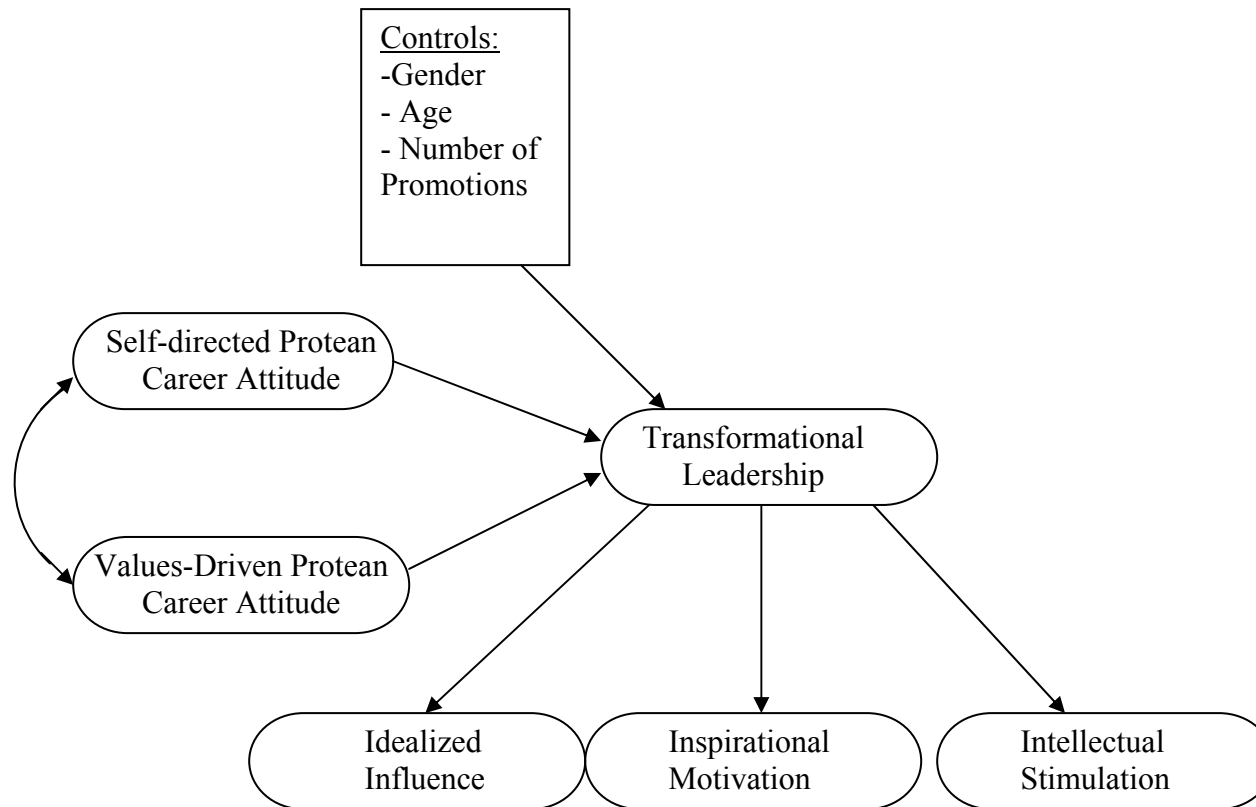 Controls:
-Gender
- Age
- Number of
Promotions
Self-directed Protean
Career Attitude
Transformational
Leadership
Values-Driven Protean
Career Attitude
Idealized
Influence
Inspirational
Motivation
Intellectual
Stimulation